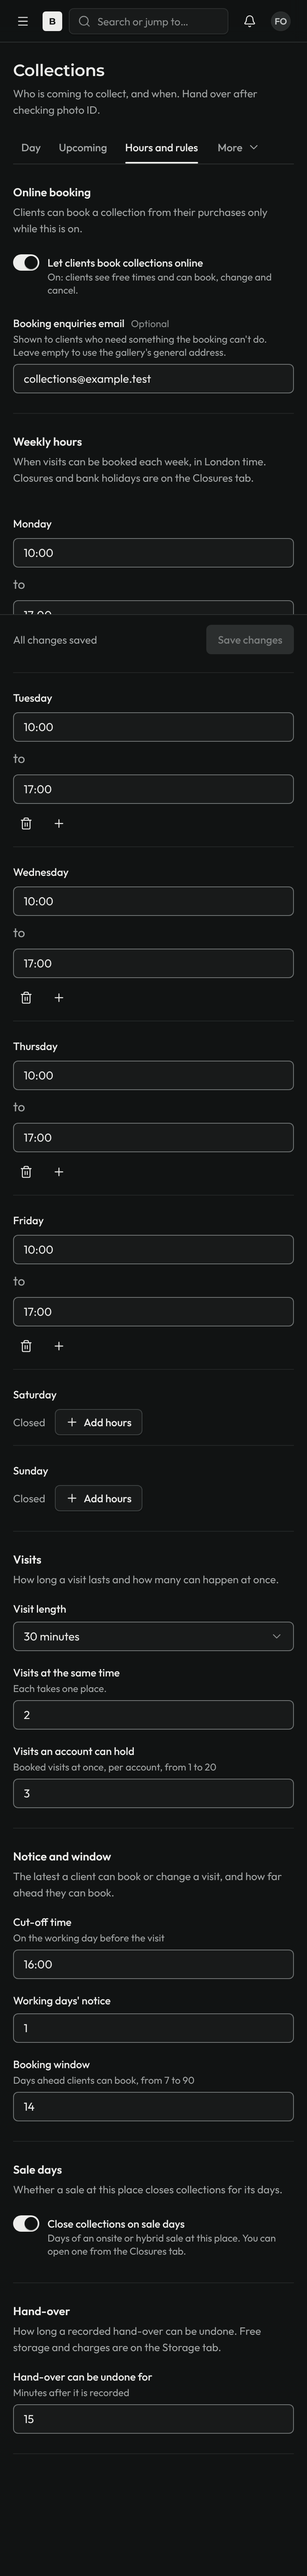 B
Search or jump to...
FO
Collections
Who is coming to collect, and when. Hand over after
checking photo ID.
Day
Upcoming
Hours and rules
More
Online booking
Clients can book a collection from their purchases only
while this is on.
Let clients book collections online
On: clients see free times and can book, change and
cancel.
Booking enquiries email Optional
Shown to clients who need something the booking can't do.
Leave empty to use the gallery's general address.
collections@example.test
Weekly hours
When visits can be booked each week, in London time.
Closures and bank holidays are on the Closures tab.
Monday
10:00
to
17:00
All changes saved
Save changes
Tuesday
10:00
to
17:00
Wednesday
10:00
to
17:00
Thursday
10:00
to
17:00
Friday
10:00
to
17:00
Saturday
Closed
Add hours
Sunday
Closed
Add hours
Visits
How long a visit lasts and how many can happen at once.
Visit length
30 minutes
Visits at the same time
Each takes one place.
2
Visits an account can hold
Booked visits at once, per account, from 1 to 20
3
Notice and window
The latest a client can book or change a visit, and how far
ahead they can book.
Cut-off time
On the working day before the visit
16:00
Working days' notice
1
Booking window
Days ahead clients can book, from 7 to 90
14
Sale days
Whether a sale at this place closes collections for its days.
Close collections on sale days
Days of an onsite or hybrid sale at this place. You can
open one from the Closures tab.
Hand-over
How long a recorded hand-over can be undone. Free
storage and charges are on the Storage tab.
Hand-over can be undone for
Minutes after it is recorded
15